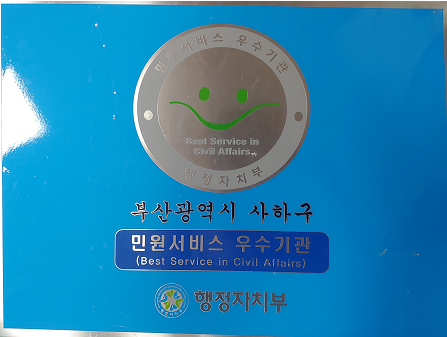 민원서비스 우수기관
Best Service in
Civil Affairs
행정자치부
부산광역시 사하구
민원서비스 우수기관
(Best Service in Civil Affairs)
행정자치부